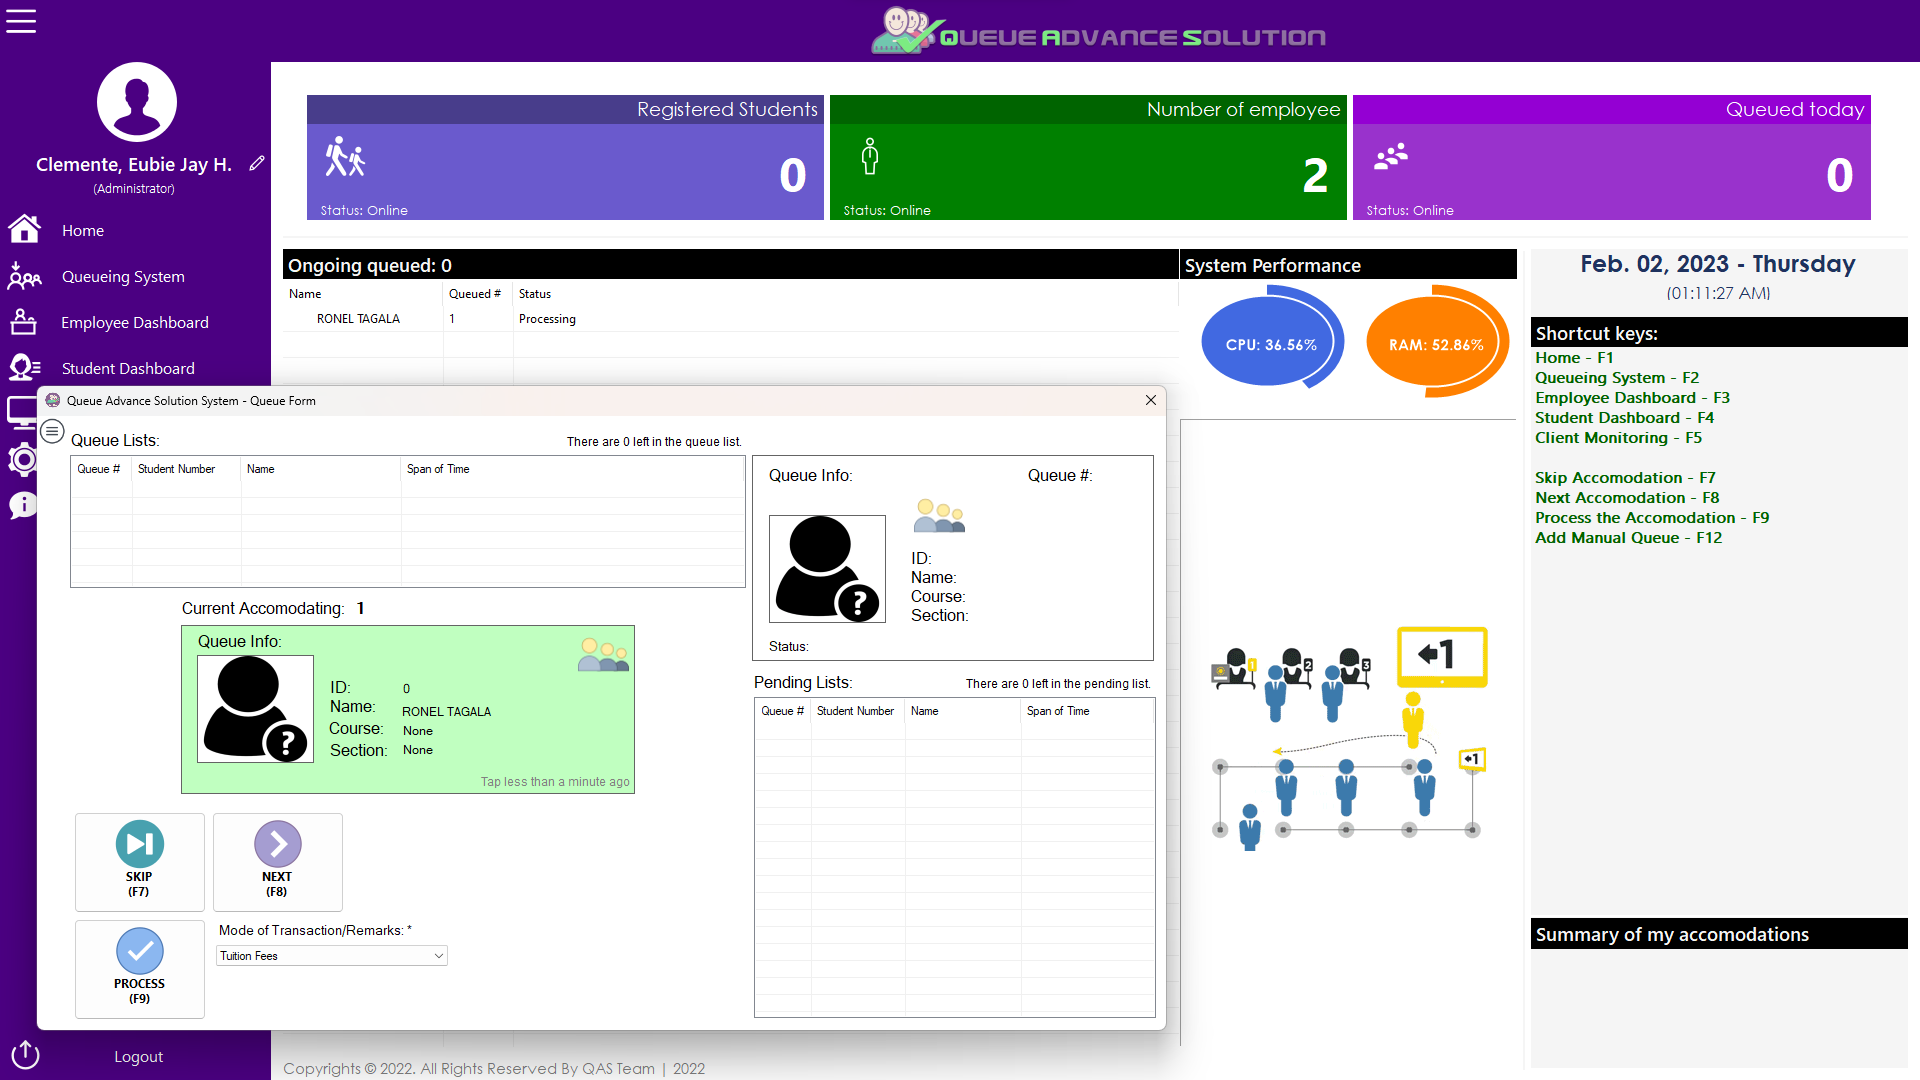 QUEUE ADVANCE SOLUTION
Clemente, Eubie Jay H.
(Administrator)
Home
Queueing System
Employee Dashboard
Student Dashboard
Logout
Registered Students
0
Status: Online
Number of employee
2
Status: Online
Queued today
0
Status: Online
Ongoing queued: 0
Name Queued # Status
RONEL TAGALA 1 Processing
System Performance
CPU: 36.56%
RAM: 52.86%
Feb. 02, 2023 - Thursday
(01:11:27 AM)
Shortcut keys:
Home - F1
Queueing System - F2
Employee Dashboard - F3
Student Dashboard - F4
Client Monitoring - F5
Skip Accomodation - F7
Next Accomodation - F8
Process the Accomodation - F9
Add Manual Queue - F12
Summary of my accomodations
Queue Advance Solution System - Queue Form
Queue Lists:
There are 0 left in the queue list.
Queue # Student Number Name Span of Time
Current Accomodating: 1
Queue Info:
?
ID: 0
Name: RONEL TAGALA
Course: None
Section: None
Tap less than a minute ago
SKIP
(F7)
NEXT
(F8)
PROCESS
(F9)
Mode of Transaction/Remarks: *
Tuition Fees
Queue Info:
Queue #:
?
ID:
Name:
Course:
Section:
Status:
Pending Lists:
There are 0 left in the pending list.
Queue # Student Number Name Span of Time
1
2
3
1
1
Copyrights © 2022. All Rights Reserved By QAS Team | 2022